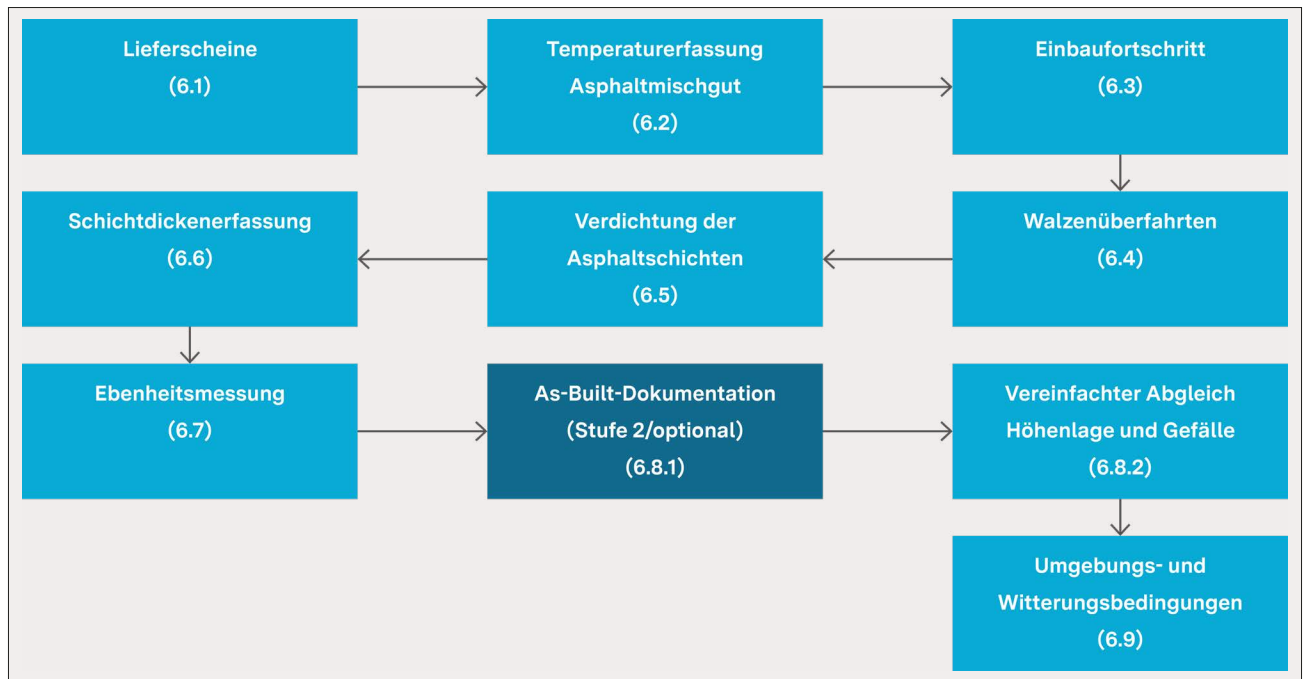 Lieferscheine
(6.1)
Temperaturerfassung
Asphaltmischgut
(6.2)
Einbaufortschritt
(6.3)
Walzenüberfahrten
(6.4)
Verdichtung der
Asphaltschichten
(6.5)
Schichtdickenerfassung
(6.6)
Ebenheitsmessung
(6.7)
As-Built-Dokumentation
(Stufe 2/optional)
(6.8.1)
Vereinfachter Abgleich
Höhenlage und Gefälle
(6.8.2)
Umgebungs- und
Witterungsbedingungen
(6.9)